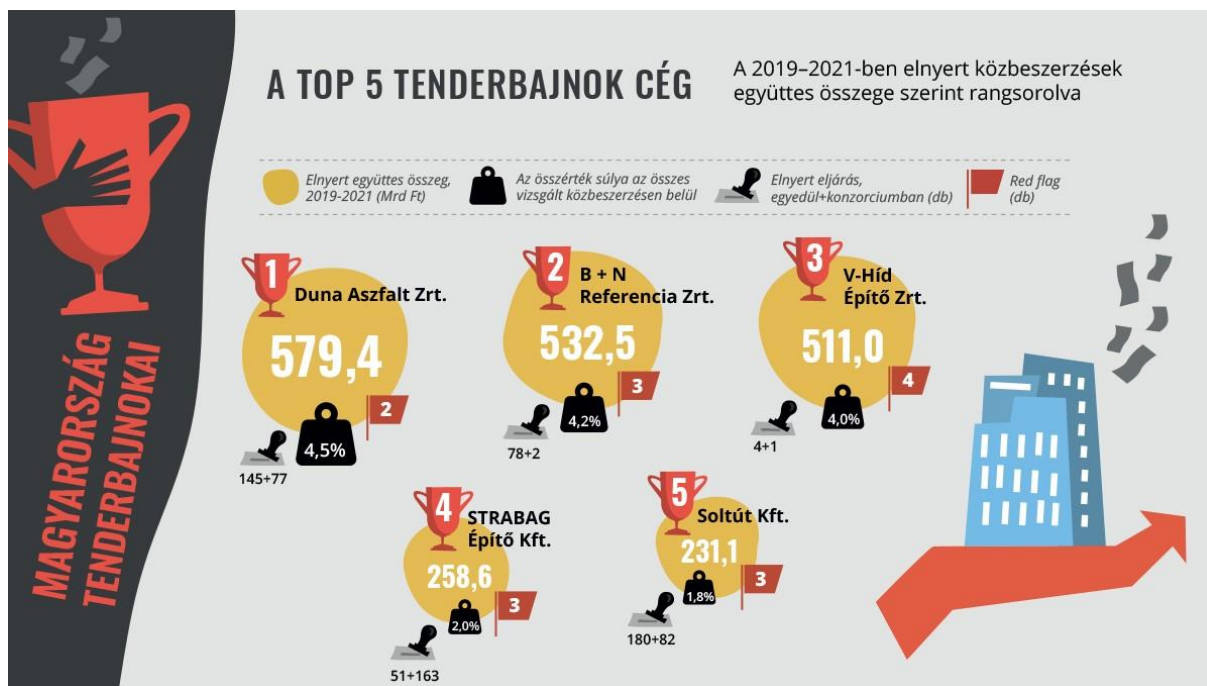 MAGYARORSZÁG
TENDERBAJNOKAI
A TOP 5 TENDERBAJNOK CÉG
A 2019–2021-ben elnyert közbeszerzések
együttes összege szerint rangsorolva
Elnyert együttes összeg,
2019-2021 (Mrd Ft)
Az összérték súlya az összes
vizsgált közbeszerzésen belül
Elnyert eljárás,
egyedül+konzorciumban (db)
Red flag
(db)
1
Duna Aszfalt Zrt.
579,4
2
4,5%
145+77
2
B + N
Referencia Zrt.
532,5
3
4,2%
78+2
3
V-Híd
Építő Zrt.
511,0
4
4,0%
4+1
4
STRABAG
Építő Kft.
258,6
3
2,0%
51+163
5
Soltút Kft.
231,1
3
1,8%
180+82